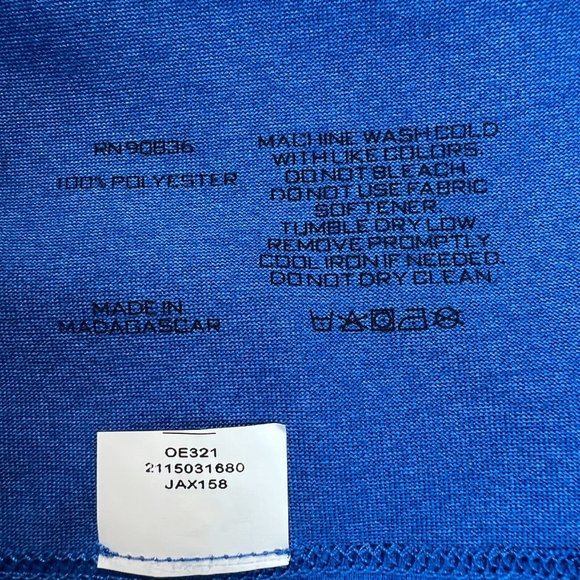 RN 90836
100% POLYESTER
MADE IN
MADAGASCAR
MACHINE WASH COLD
WITH LIKE COLORS.
DO NOT BLEACH.
DO NOT USE FABRIC
SOFTENER.
TUMBLE DRY LOW
REMOVE PROMPTLY.
COOL IRON IF NEEDED.
DO NOT DRY CLEAN.
OE321
2115031680
JAX158